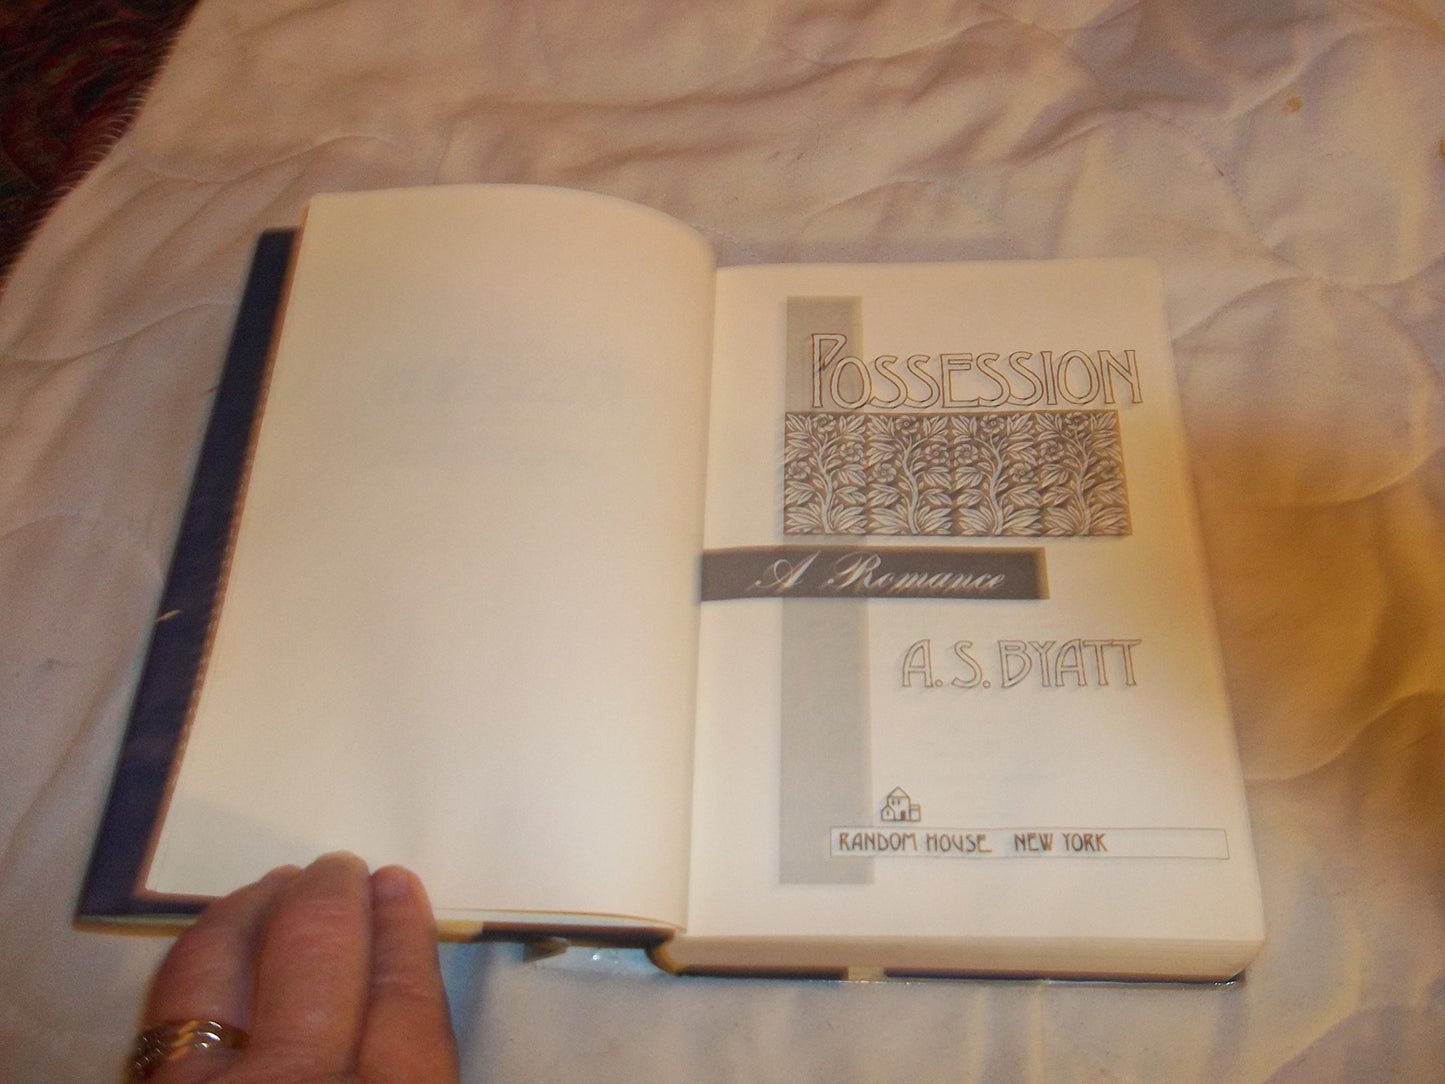 POSSESSION
A Romance
A. S. BYATT
RANDOM HOUSE NEW YORK